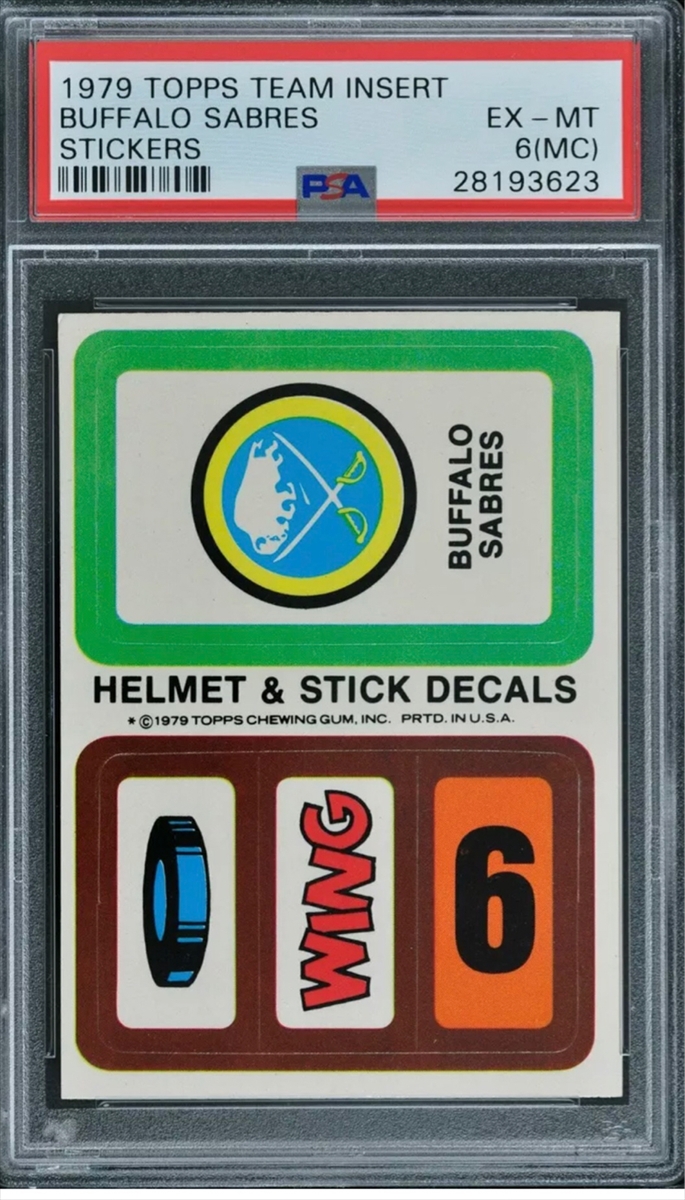 1979 TOPPS TEAM INSERT
BUFFALO SABRES EX - MT
STICKERS 6(MC)
PSA 28193623
BUFFALO
SABRES
HELMET & STICK DECALS
* ©1979 TOPPS CHEWING GUM, INC. PRTD. IN U.S.A.
WING
6